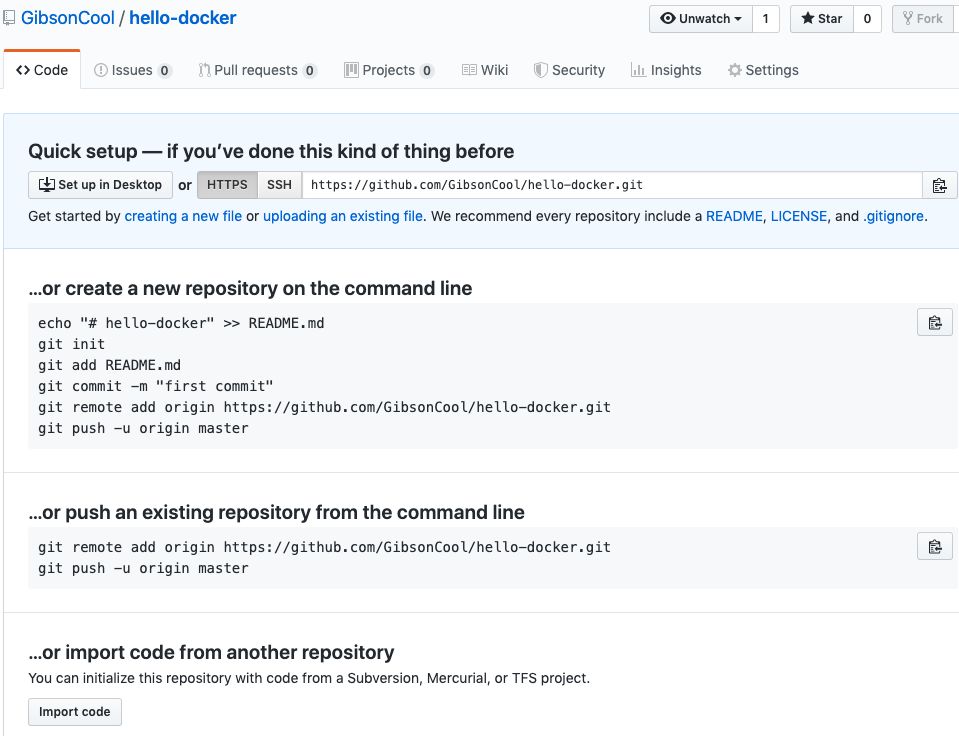 GibsonCool / hello-docker
Unwatch 1 Star 0 Fork
Code Issues 0 Pull requests 0 Projects 0 Wiki Security Insights Settings
Quick setup — if you’ve done this kind of thing before
Set up in Desktop or HTTPS SSH https://github.com/GibsonCool/hello-docker.git
Get started by creating a new file or uploading an existing file. We recommend every repository include a README, LICENSE, and .gitignore.
…or create a new repository on the command line
echo "# hello-docker" >> README.md
git init
git add README.md
git commit -m "first commit"
git remote add origin https://github.com/GibsonCool/hello-docker.git
git push -u origin master
…or push an existing repository from the command line
git remote add origin https://github.com/GibsonCool/hello-docker.git
git push -u origin master
…or import code from another repository
You can initialize this repository with code from a Subversion, Mercurial, or TFS project.
Import code